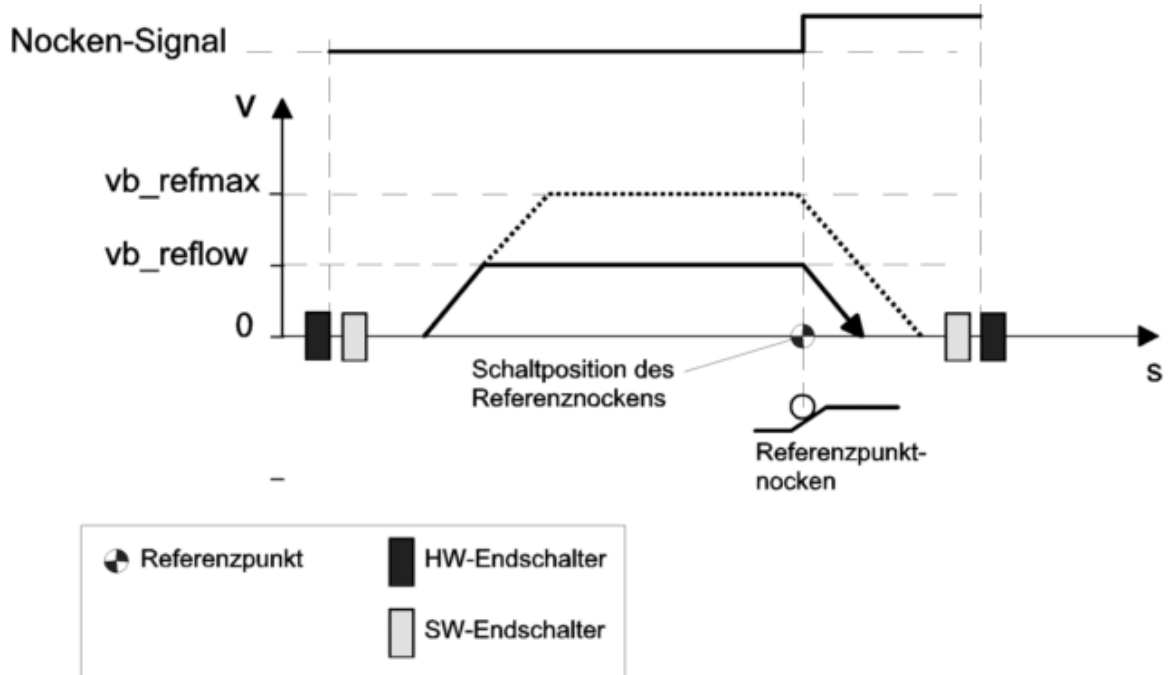 Nocken-Signal
V
vb_refmax
vb_reflow
0
s
Schaltposition des
Referenznockens
Referenzpunkt-
nocken
Referenzpunkt
HW-Endschalter
SW-Endschalter